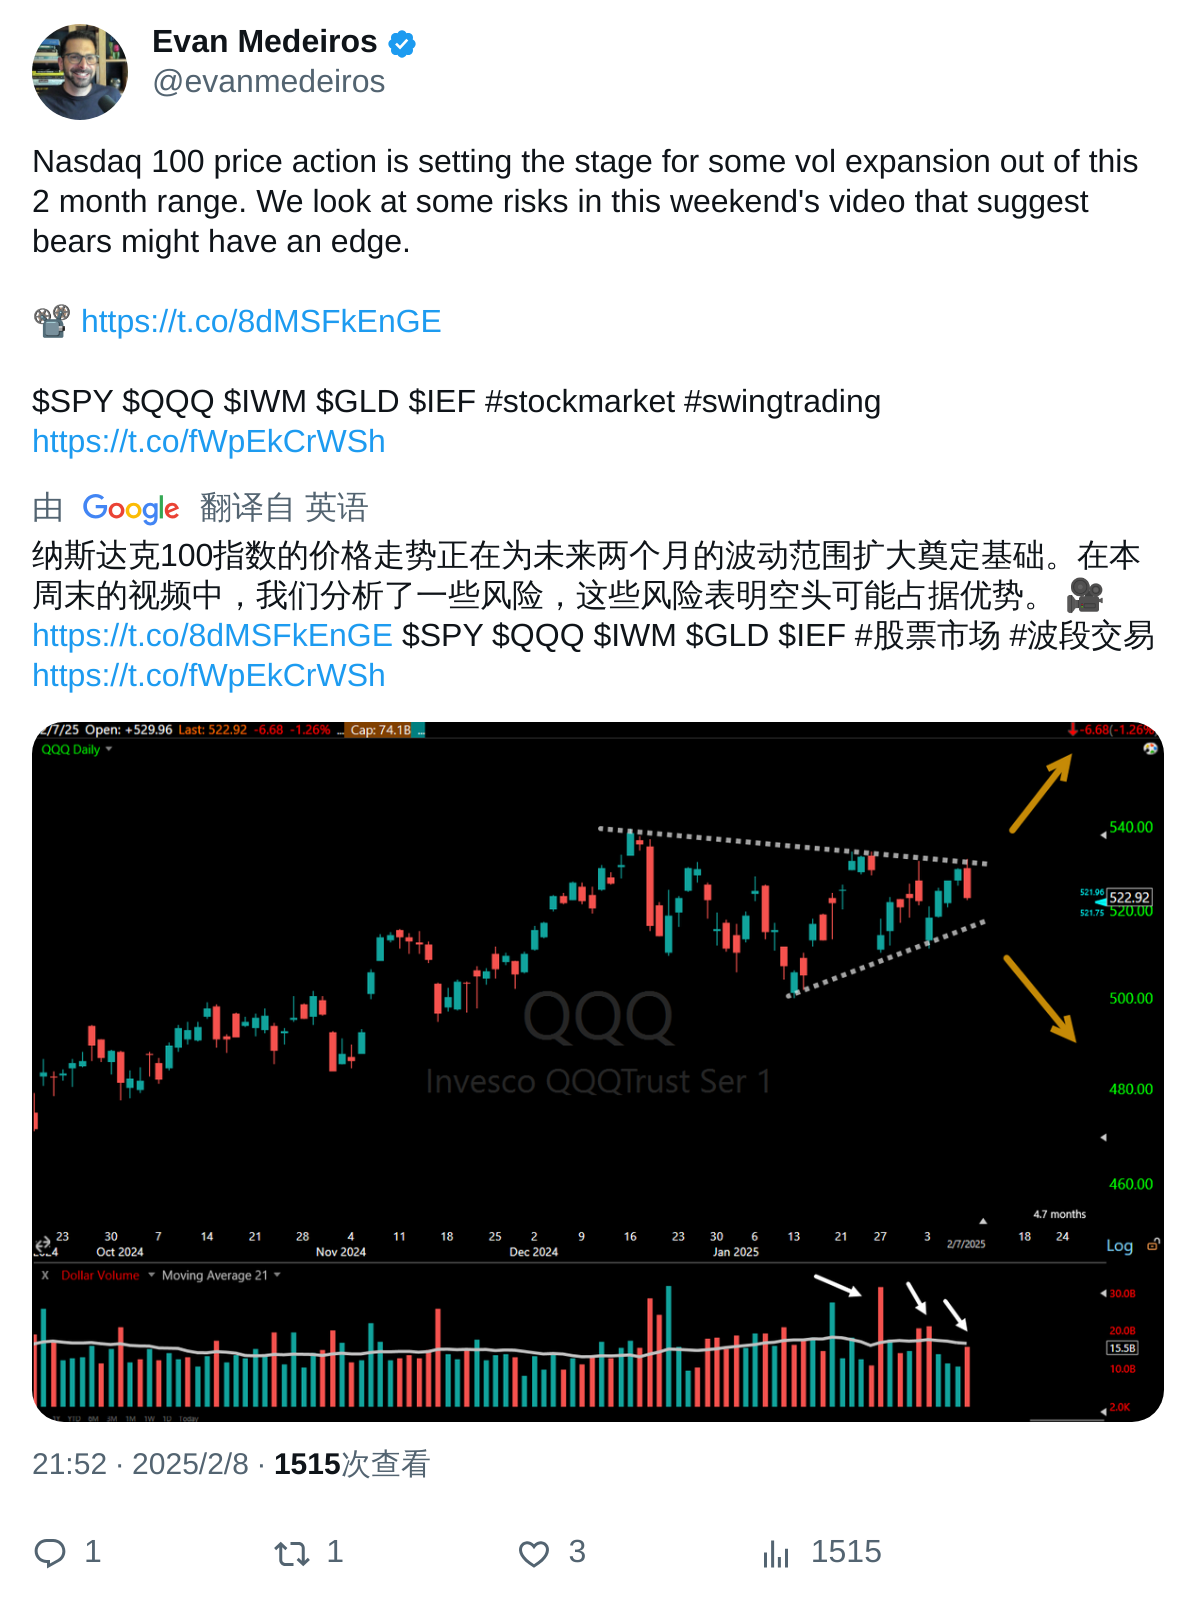 Evan Medeiros
@evanmedeiros
Nasdaq 100 price action is setting the stage for some vol expansion out of this
2 month range. We look at some risks in this weekend's video that suggest
bears might have an edge.
https://t.co/8dMSFkEnGE
$SPY $QQQ $IWM $GLD $IEF #stockmarket #swingtrading
https://t.co/fWpEkCrWSh
由 Google 翻译自 英语
纳斯达克100指数的价格走势正在为未来两个月的波动范围扩大奠定基础。在本
周末的视频中，我们分析了一些风险，这些风险表明空头可能占据优势。
https://t.co/8dMSFkEnGE $SPY $QQQ $IWM $GLD $IEF #股票市场 #波段交易
https://t.co/fWpEkCrWSh
2/7/25 Open: +529.96 Last: 522.92 -6.68 -1.26% ... Cap: 74.1B ... -6.68(-1.26%)
QQQ Daily
540.00
521.96
522.92
521.75
520.00
500.00
480.00
460.00
QQQ
Invesco QQQTrust Ser 1
4.7 months
23 30 7 14 21 28 4 11 18 25 2 9 16 23 30 6 13 21 27 3 2/7/2025 18 24
Oct 2024 Nov 2024 Dec 2024 Jan 2025
Log
X Dollar Volume Moving Average 21
30.0B
20.0B
15.5B
10.0B
2.0K
YTD 6M 3M 1M 1W 1D Today
21:52 · 2025/2/8 · 1515次查看
1 1 3 1515